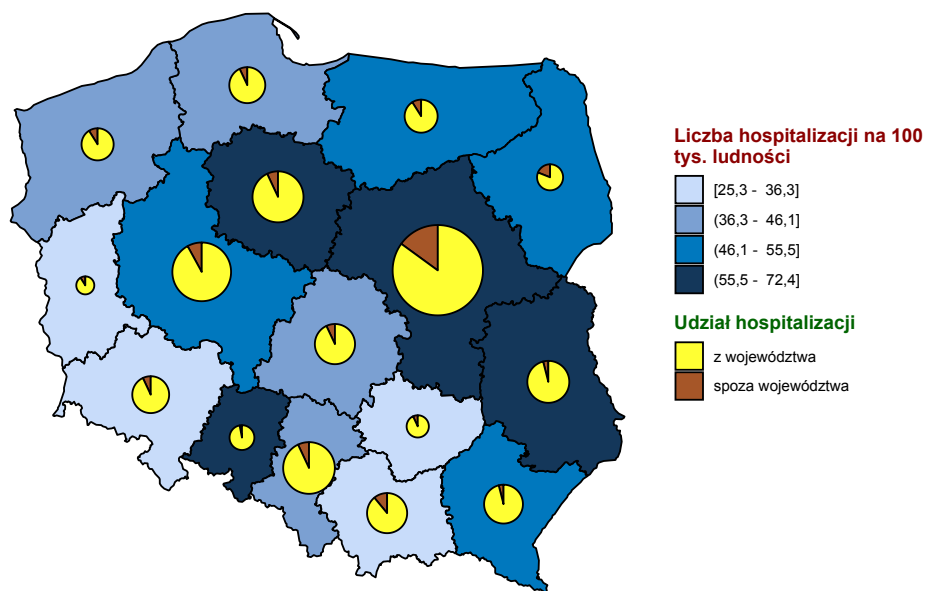 Liczba hospitalizacji na 100
tys. ludności
[25,3 - 36,3]
(36,3 - 46,1]
(46,1 - 55,5]
(55,5 - 72,4]
Udział hospitalizacji
z województwa
spoza województwa